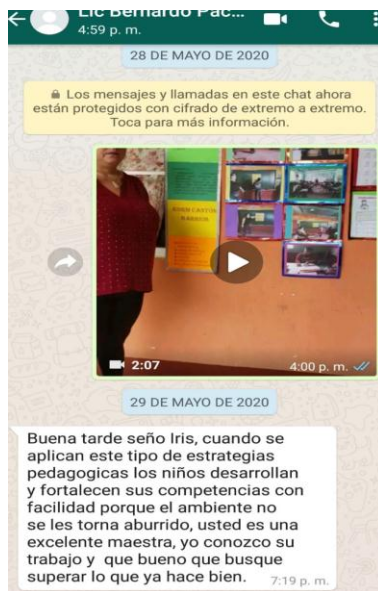 Lic Bernardo Pac...
4:59 p. m.
28 DE MAYO DE 2020
Los mensajes y llamadas en este chat ahora
están protegidos con cifrado de extremo a extremo.
Toca para más información.
2:07
4:00 p. m.
29 DE MAYO DE 2020
Buena tarde seño Iris, cuando se
aplican este tipo de estrategias
pedagogicas los niños desarrollan
y fortalecen sus competencias con
facilidad porque el ambiente no
se les torna aburrido, usted es una
excelente maestra, yo conozco su
trabajo y que bueno que busque
superar lo que ya hace bien.
7:19 p. m.